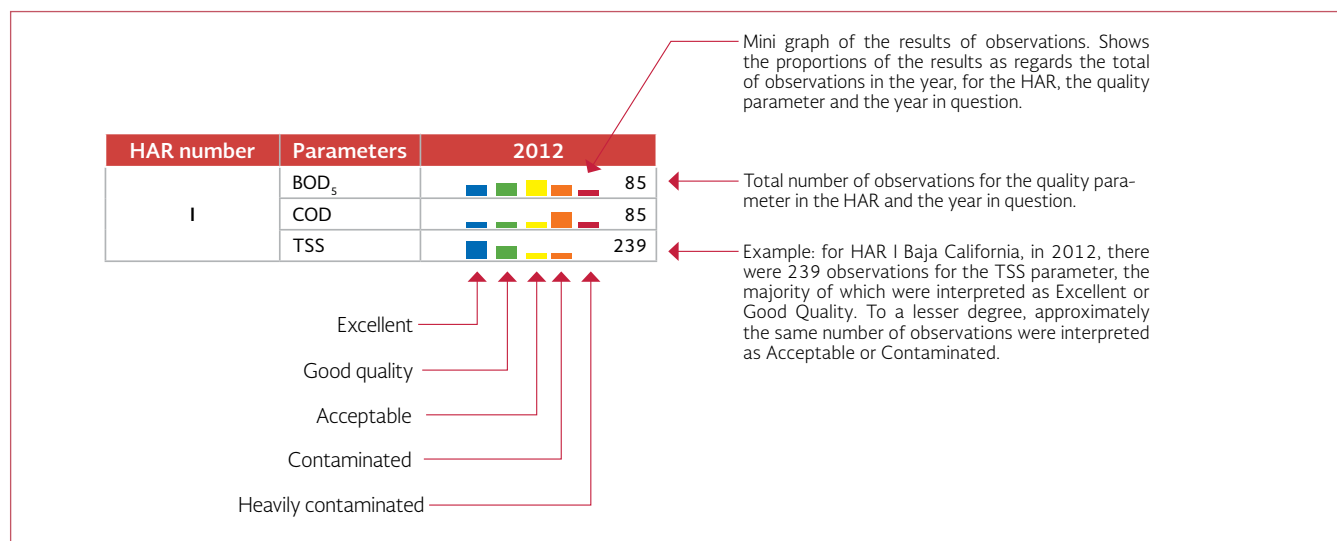 Mini graph of the results of observations. Shows
the proportions of the results as regards the total
of observations in the year, for the HAR, the quality
parameter and the year in question.
HAR number Parameters 2012
I
BOD₅ 85
COD 85
TSS 239
Total number of observations for the quality para-
meter in the HAR and the year in question.
Example: for HAR I Baja California, in 2012, there
were 239 observations for the TSS parameter, the
majority of which were interpreted as Excellent or
Good Quality. To a lesser degree, approximately
the same number of observations were interpreted
as Acceptable or Contaminated.
Excellent
Good quality
Acceptable
Contaminated
Heavily contaminated